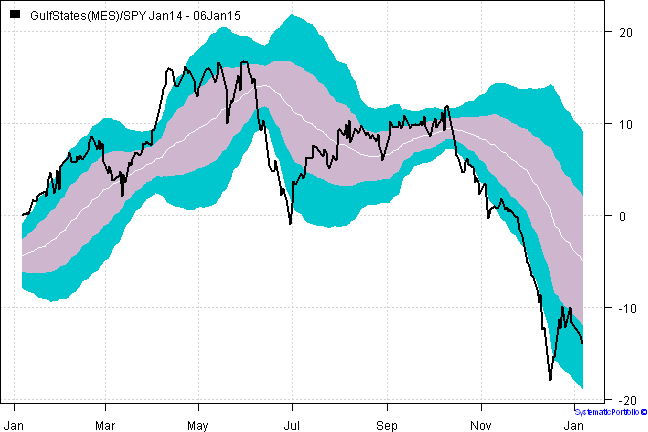 GulfStates(MES)/SPY Jan14 - 06Jan15
20
10
0
-10
-20
Jan Mar May Jul Sep Nov Jan
SystematicPortfolio ©